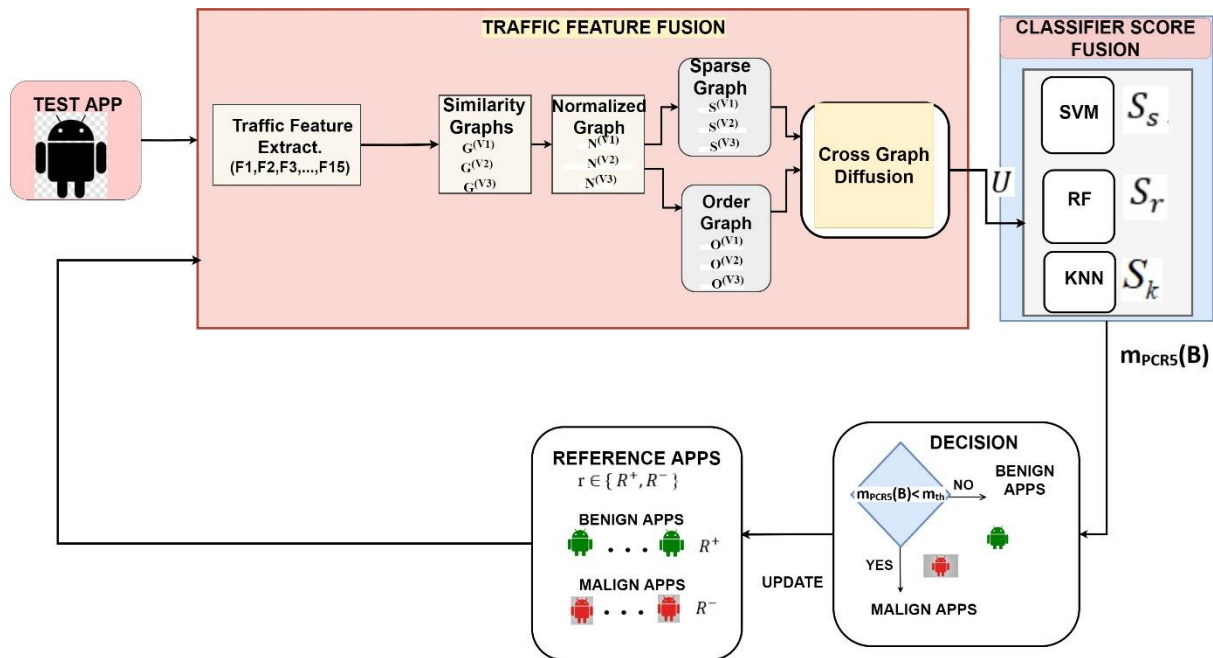 TRAFFIC FEATURE FUSION
CLASSIFIER SCORE
FUSION
TEST APP
Traffic Feature
Extract.
(F1,F2,F3,...,F15)
Similarity
Graphs
G(V1)
G(V2)
G(V3)
Normalized
Graph
N(V1)
N(V2)
N(V3)
Sparse
Graph
S(V1)
S(V2)
S(V3)
Order
Graph
O(V1)
O(V2)
O(V3)
Cross Graph
Diffusion
U
SVM
Ss
RF
Sr
KNN
Sk
mPCR5(B)
DECISION
mPCR5(B)< mth
NO
BENIGN
APPS
YES
MALIGN APPS
UPDATE
REFERENCE APPS
r ∈ { R+, R− }
BENIGN APPS
. . .
R+
MALIGN APPS
. . .
R−